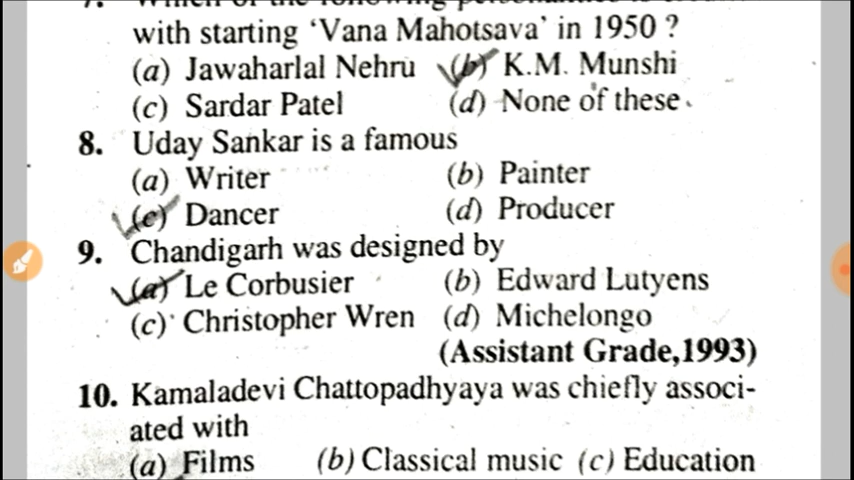 with starting ‘Vana Mahotsava’ in 1950 ?
(a) Jawaharlal Nehru (b) K.M. Munshi
(c) Sardar Patel (d) None of these
8. Uday Sankar is a famous
(a) Writer (b) Painter
(c) Dancer (d) Producer
9. Chandigarh was designed by
(a) Le Corbusier (b) Edward Lutyens
(c) Christopher Wren (d) Michelongo
(Assistant Grade,1993)
10. Kamaladevi Chattopadhyaya was chiefly associ-
ated with
(a) Films (b) Classical music (c) Education